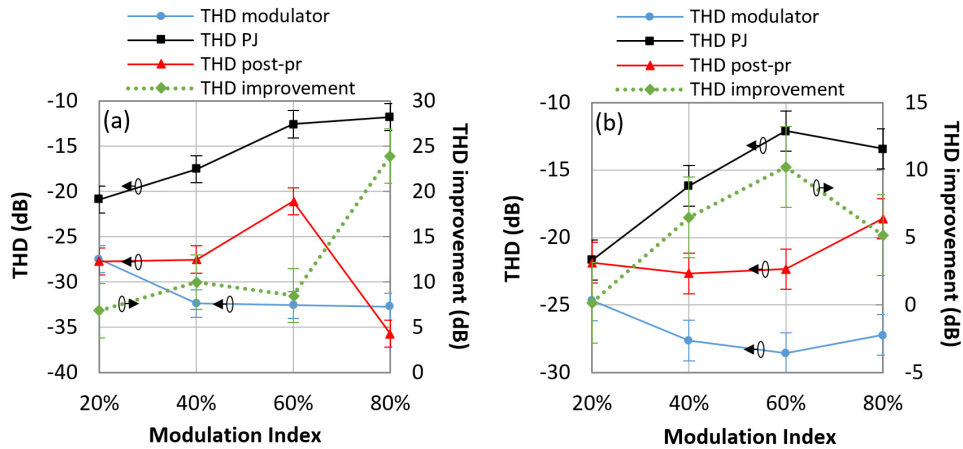 THD modulator
THD PJ
THD post-pr
THD improvement
(a)
-10
-15
-20
-25
-30
-35
-40
THD (dB)
30
25
20
15
10
5
0
THD improvement (dB)
20% 40% 60% 80%
Modulation Index
THD modulator
THD PJ
THD post-pr
THD improvement
(b)
-10
-15
-20
-25
-30
THD (dB)
15
10
5
0
-5
THD improvement (dB)
20% 40% 60% 80%
Modulation Index